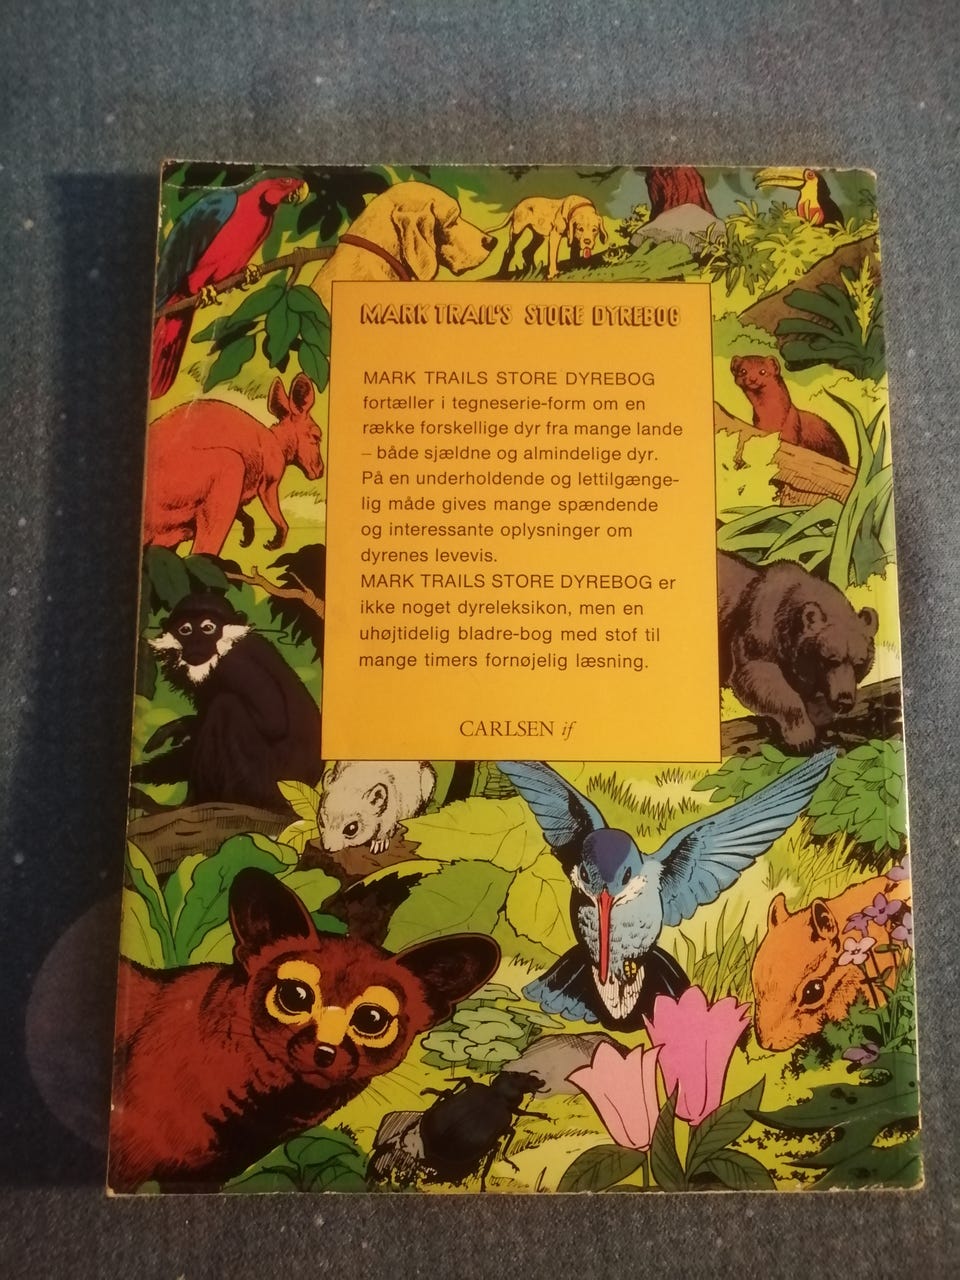 MARK TRAIL'S STORE DYREBOG
MARK TRAILS STORE DYREBOG
fortæller i tegneserie-form om en
række forskellige dyr fra mange lande
– både sjældne og almindelige dyr.
På en underholdende og lettilgænge-
lig måde gives mange spændende
og interessante oplysninger om
dyrenes levevis.
MARK TRAILS STORE DYREBOG er
ikke noget dyreleksikon, men en
uhøjtidelig bladre-bog med stof til
mange timers fornøjelig læsning.
CARLSEN if